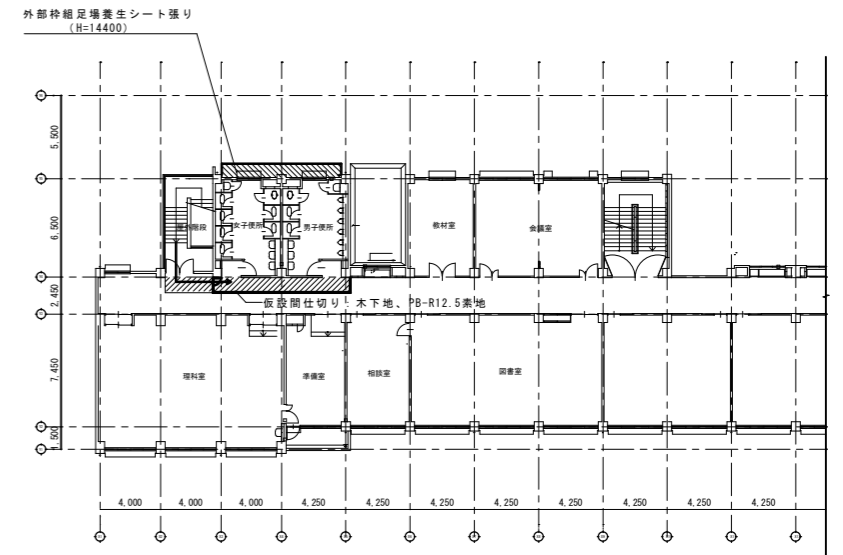 外部枠組足場養生シート張り
(H=14400)
5,500
6,500
2,450
7,450
1,500
屋外階段
女子便所
男子便所
教材室
会議室
仮設間仕切り：木下地、PB-R12.5素地
理科室
準備室
相談室
図書室
4,000
4,000
4,000
4,250
4,250
4,250
4,250
4,250
4,250
4,250